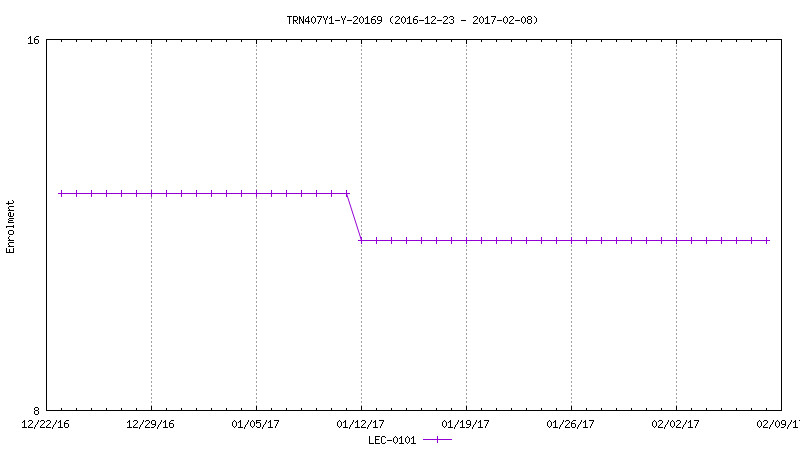 TRN407Y1-Y-20169 (2016-12-23 - 2017-02-08)
16
Enrolment
8
12/22/16 12/29/16 01/05/17 01/12/17 01/19/17 01/26/17 02/02/17 02/09/1
LEC-0101